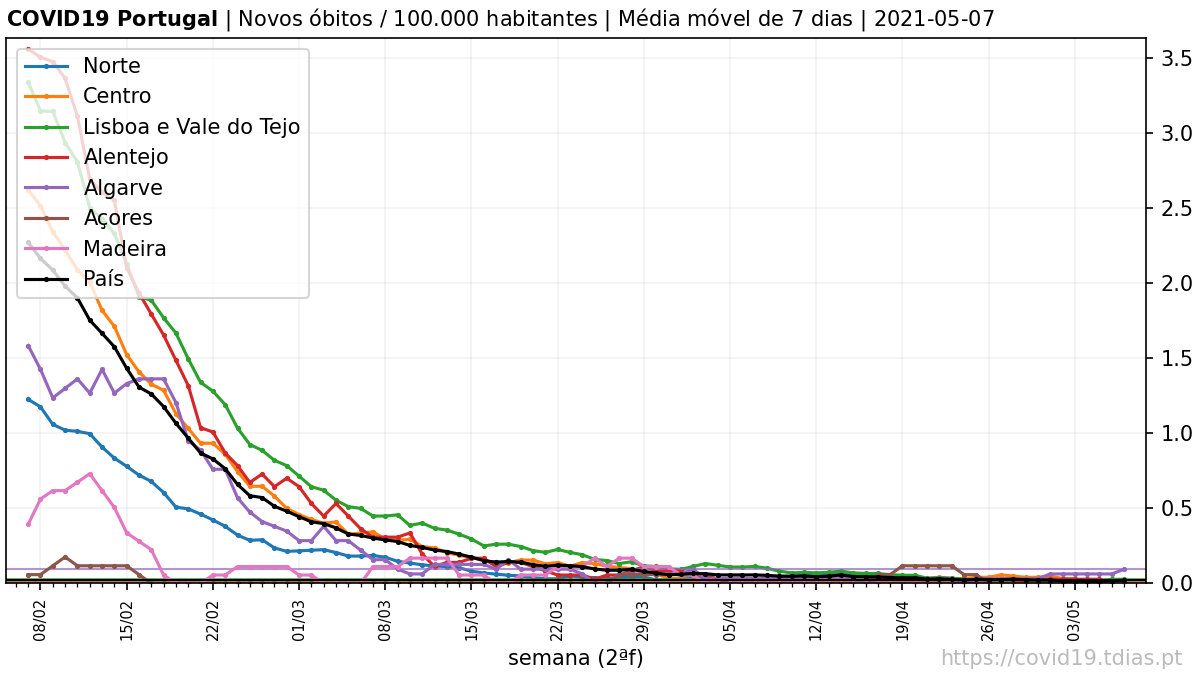 COVID19 Portugal | Novos óbitos / 100.000 habitantes | Média móvel de 7 dias | 2021-05-07
Norte
Centro
Lisboa e Vale do Tejo
Alentejo
Algarve
Açores
Madeira
País
3.5
3.0
2.5
2.0
1.5
1.0
0.5
0.0
08/02
15/02
22/02
01/03
08/03
15/03
22/03
29/03
05/04
12/04
19/04
26/04
03/05
semana (2ªf)
https://covid19.tdias.pt